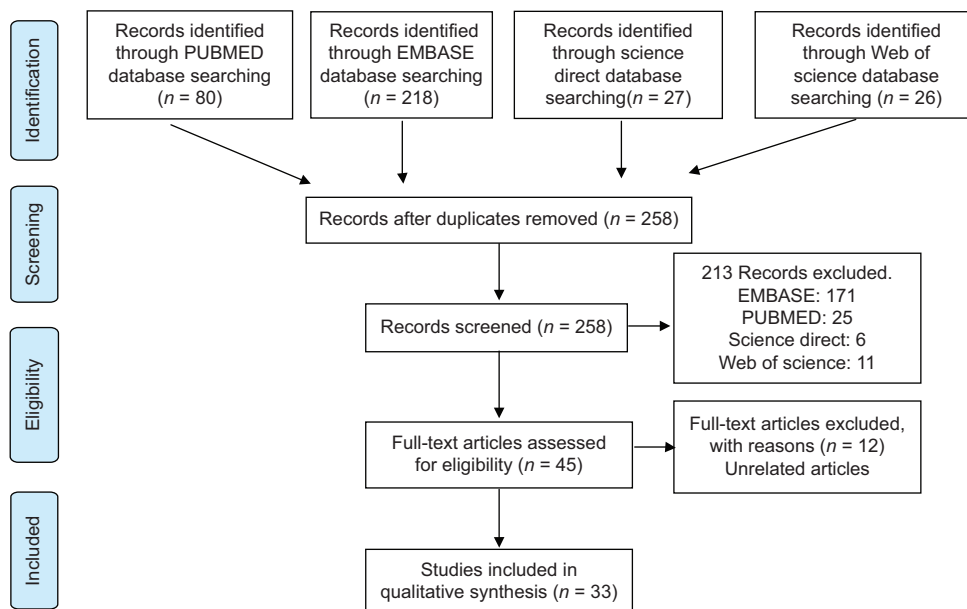 Identification
Records identified
through PUBMED
database searching
(n = 80)
Records identified
through EMBASE
database searching
(n = 218)
Records identified
through science
direct database
searching(n = 27)
Records identified
through Web of
science database
searching (n = 26)
Screening
Records after duplicates removed (n = 258)
Records screened (n = 258)
213 Records excluded.
EMBASE: 171
PUBMED: 25
Science direct: 6
Web of science: 11
Eligibility
Full-text articles assessed
for eligibility (n = 45)
Full-text articles excluded,
with reasons (n = 12)
Unrelated articles
Included
Studies included in
qualitative synthesis (n = 33)